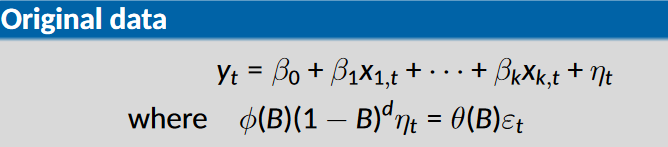 Original data
yₜ = β₀ + β₁x₁,ₜ + · · · + βₖxₖ,ₜ + ηₜ
where ϕ(B)(1 − B)ᵈηₜ = θ(B)εₜ